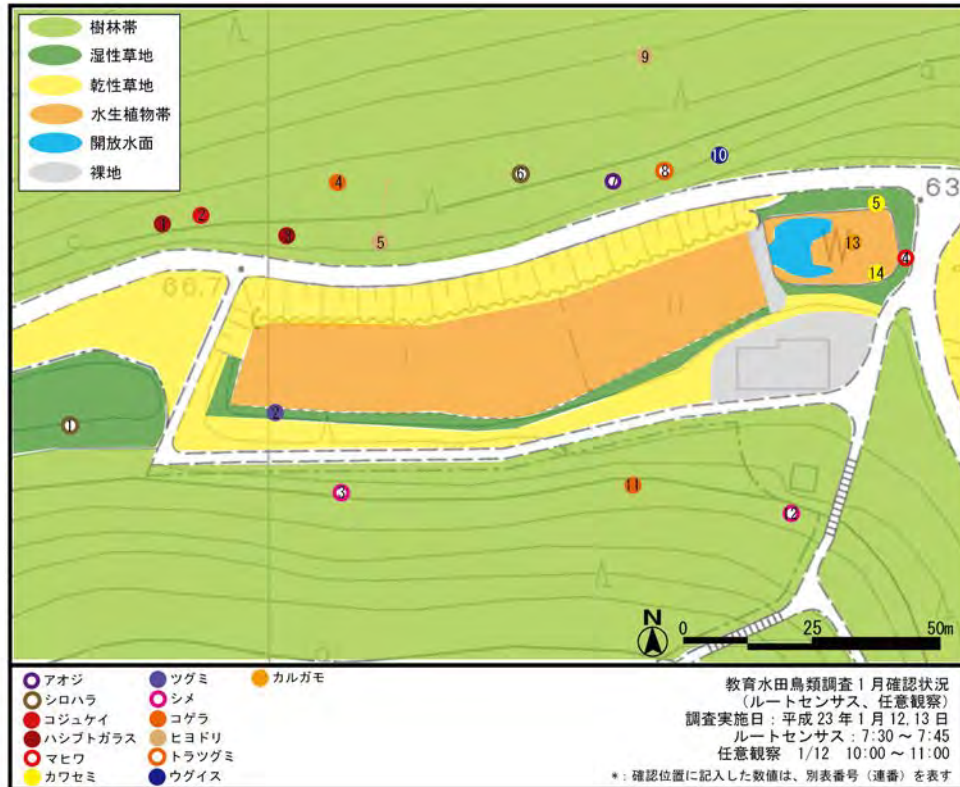 樹林帯
湿性草地
乾性草地
水生植物帯
開放水面
裸地
9
10
8
7
6
4
2
1
3
5
63
5
13
4
14
66.7
2
1
3
11
12
N
0 25 50m
アオジ
シロハラ
コジュケイ
ハシブトガラス
マヒワ
カワセミ
ツグミ
シメ
コゲラ
ヒヨドリ
トラツグミ
ウグイス
カルガモ
教育水田鳥類調査1月確認状況
(ルートセンサス、任意観察)
調査実施日:平成23年1月12,13日
ルートセンサス:7:30~7:45
任意観察 1/12 10:00~11:00
*:確認位置に記入した数値は、別表番号(連番)を表す